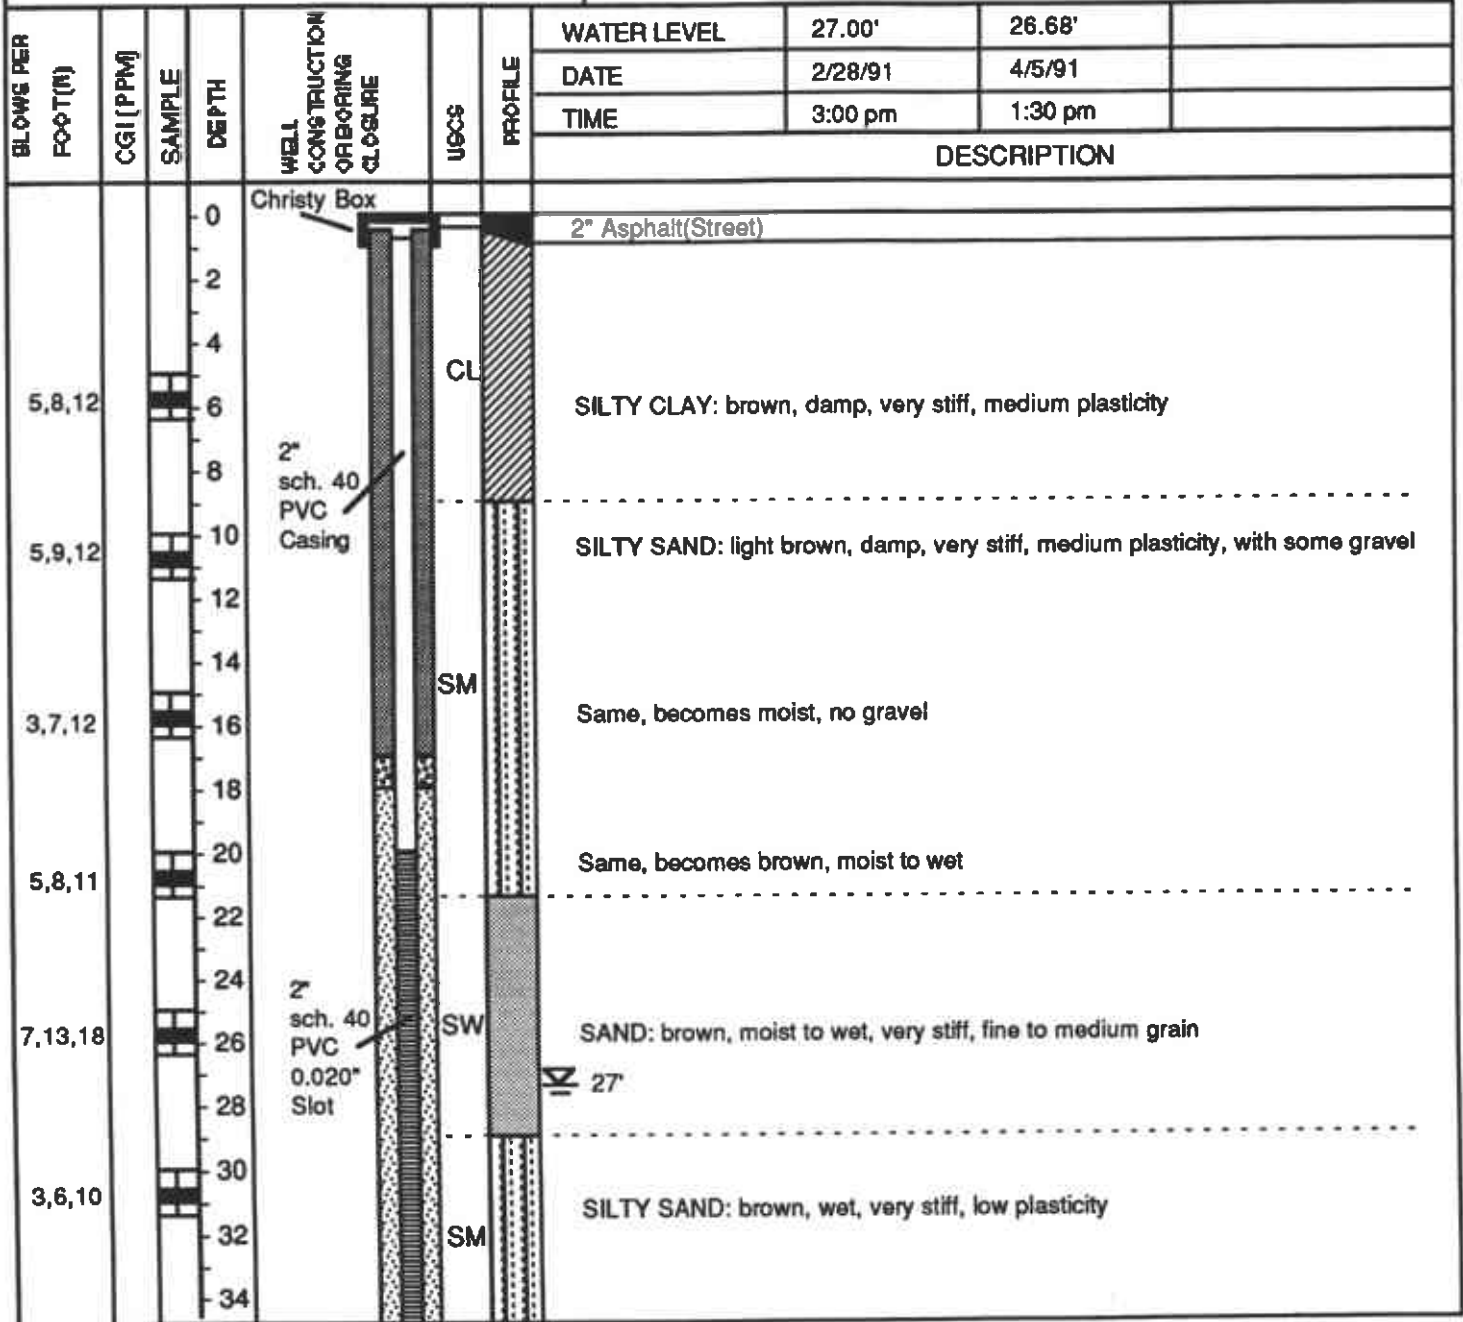 WATER LEVEL 27.00' 26.68'
DATE 2/28/91 4/5/91
TIME 3:00 pm 1:30 pm
BLOWS PER
FOOT(N)
CGI [PPM]
SAMPLE
DEPTH
WELL
CONSTRUCTION
OR BORING
CLOSURE
USCS
PROFILE
DESCRIPTION
Christy Box
0
2" Asphalt(Street)
2
4
CL
5,8,12
6
SILTY CLAY: brown, damp, very stiff, medium plasticity
2"
sch. 40
PVC
Casing
8
10
5,9,12
SILTY SAND: light brown, damp, very stiff, medium plasticity, with some gravel
12
14
SM
3,7,12
16
Same, becomes moist, no gravel
18
20
5,8,11
Same, becomes brown, moist to wet
22
24
2"
sch. 40
PVC
0.020"
Slot
7,13,18
26
SW
SAND: brown, moist to wet, very stiff, fine to medium grain
27'
28
30
3,6,10
SILTY SAND: brown, wet, very stiff, low plasticity
32
SM
34